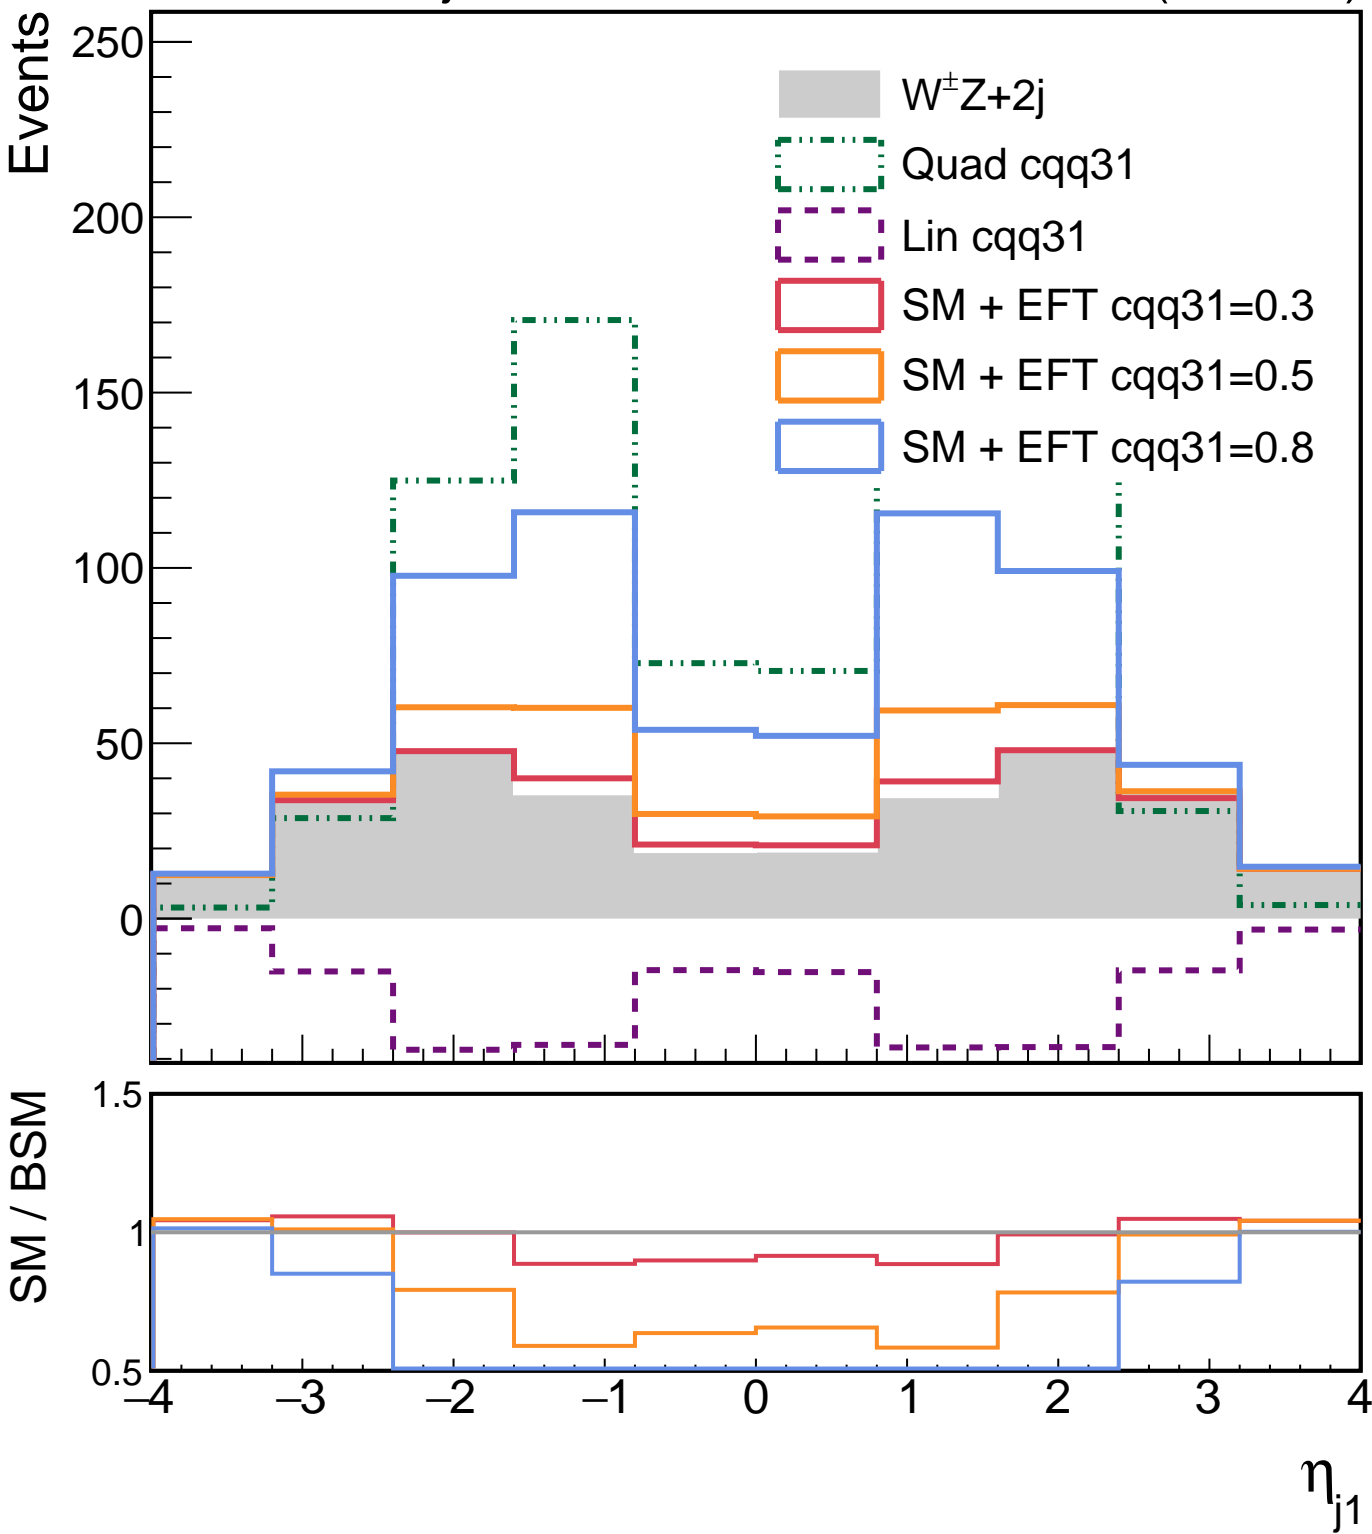 Events
250
200
150
100
50
0
W±Z+2j
Quad cqq31
Lin cqq31
SM + EFT cqq31=0.3
SM + EFT cqq31=0.5
SM + EFT cqq31=0.8
SM / BSM
1.5
1
0.5
−4 −3 −2 −1 0 1 2 3 4
ηj1